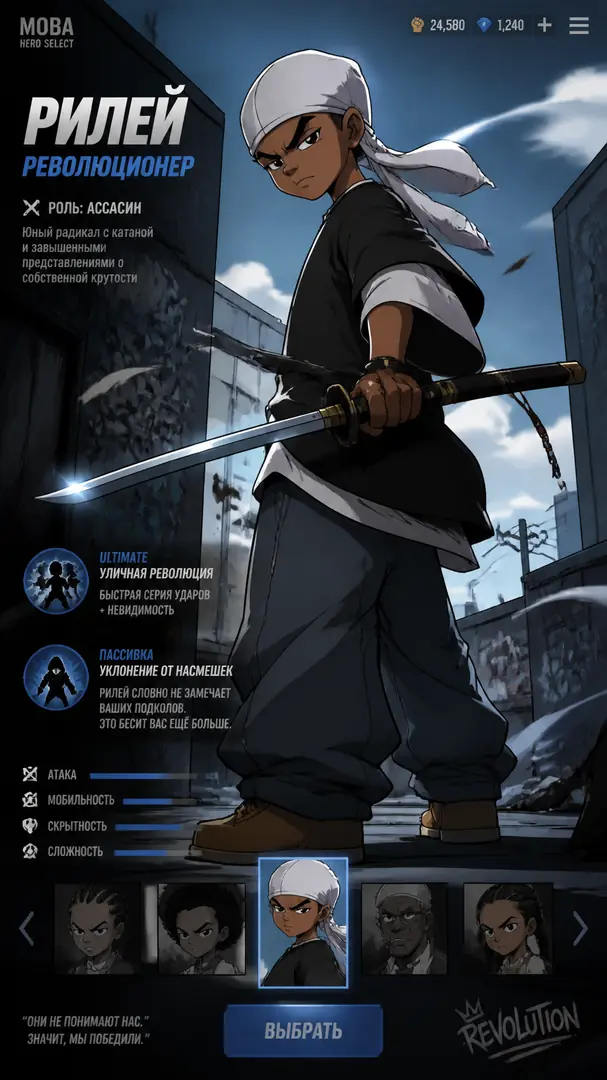 MOBA
HERO SELECT
24,580
1,240
РИЛЕЙ
РЕВОЛЮЦИОНЕР
РОЛЬ: АССАСИН
Юный радикал с катаной
и завышенными
представлениями о
собственной крутости
ULTIMATE
УЛИЧНАЯ РЕВОЛЮЦИЯ
БЫСТРАЯ СЕРИЯ УДАРОВ
+ НЕВИДИМОСТЬ
ПАССИВКА
УКЛОНЕНИЕ ОТ НАСМЕШЕК
РИЛЕЙ СЛОВНО НЕ ЗАМЕЧАЕТ
ВАШИХ ПОДКОЛОВ.
ЭТО БЕСИТ ВАС ЕЩЁ БОЛЬШЕ.
АТАКА
МОБИЛЬНОСТЬ
СКРЫТНОСТЬ
СЛОЖНОСТЬ
"ОНИ НЕ ПОНИМАЮТ НАС."
ЗНАЧИТ, МЫ ПОБЕДИЛИ."
ВЫБРАТЬ
REVOLUTION